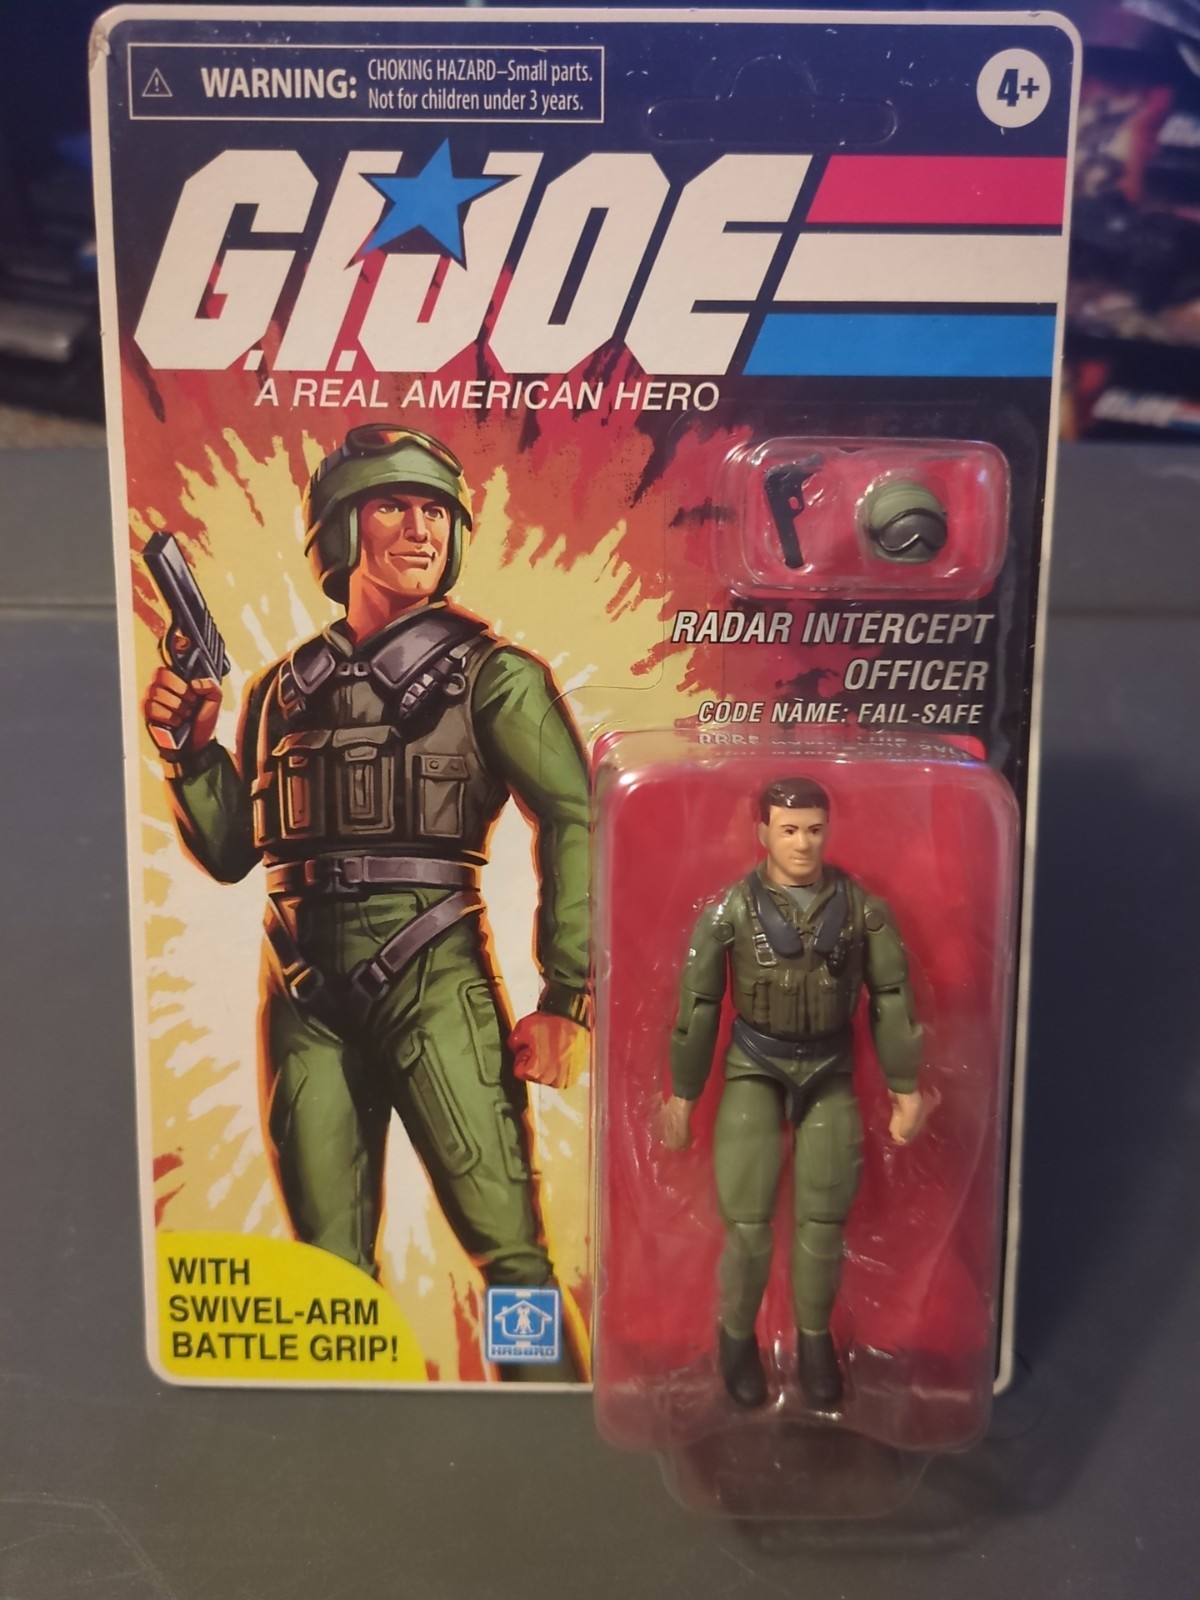 WARNING: CHOKING HAZARD–Small parts.
Not for children under 3 years.
4+
G.I.JOE
A REAL AMERICAN HERO
RADAR INTERCEPT
OFFICER
CODE NAME: FAIL-SAFE
WITH
SWIVEL-ARM
BATTLE GRIP!
HASBRO